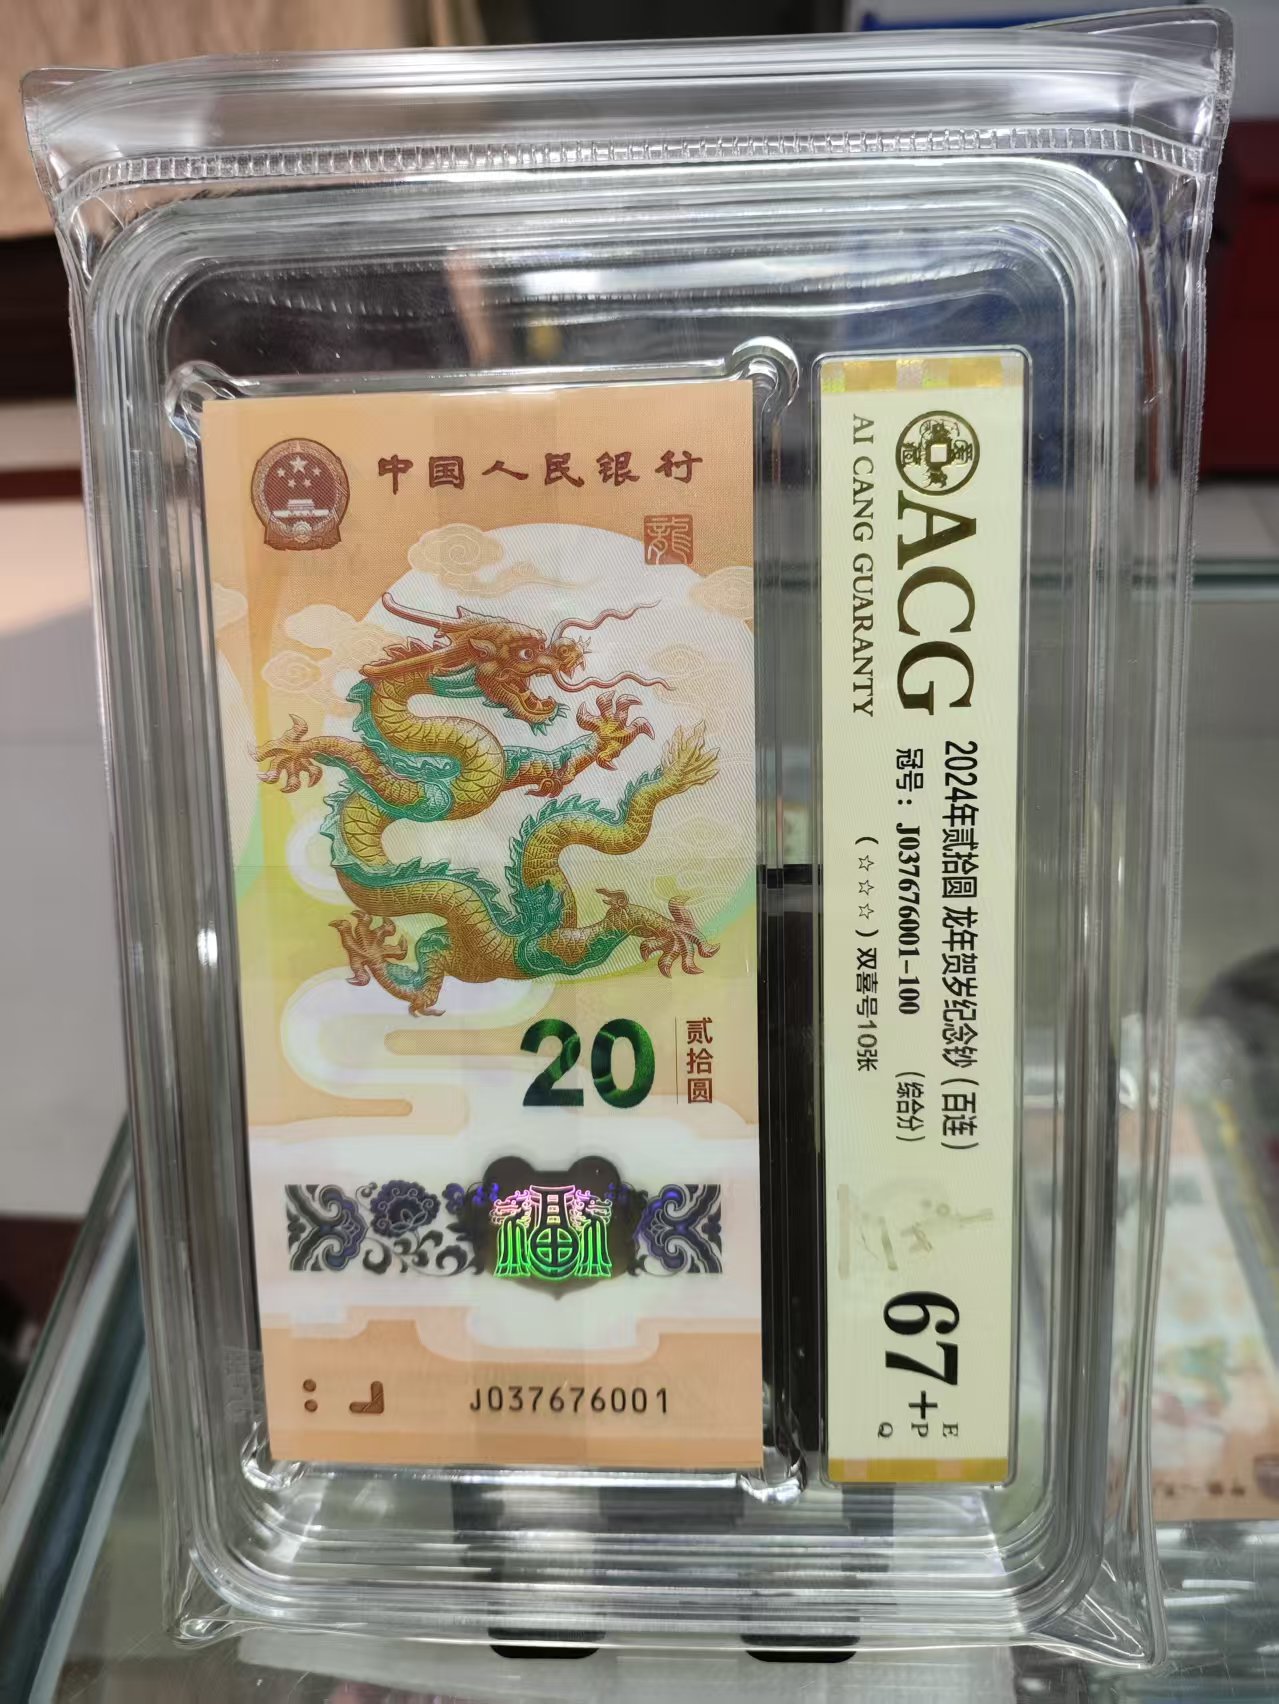 中国人民银行
龍
20
贰拾圆
福
J037676001
ACG
AI CANG GUARANTY
2024年贰拾圆 龙年贺岁纪念钞（百连）
冠号：J037676001-100 （综合分）
（☆☆☆）双喜号10张
67+
E
P
Q